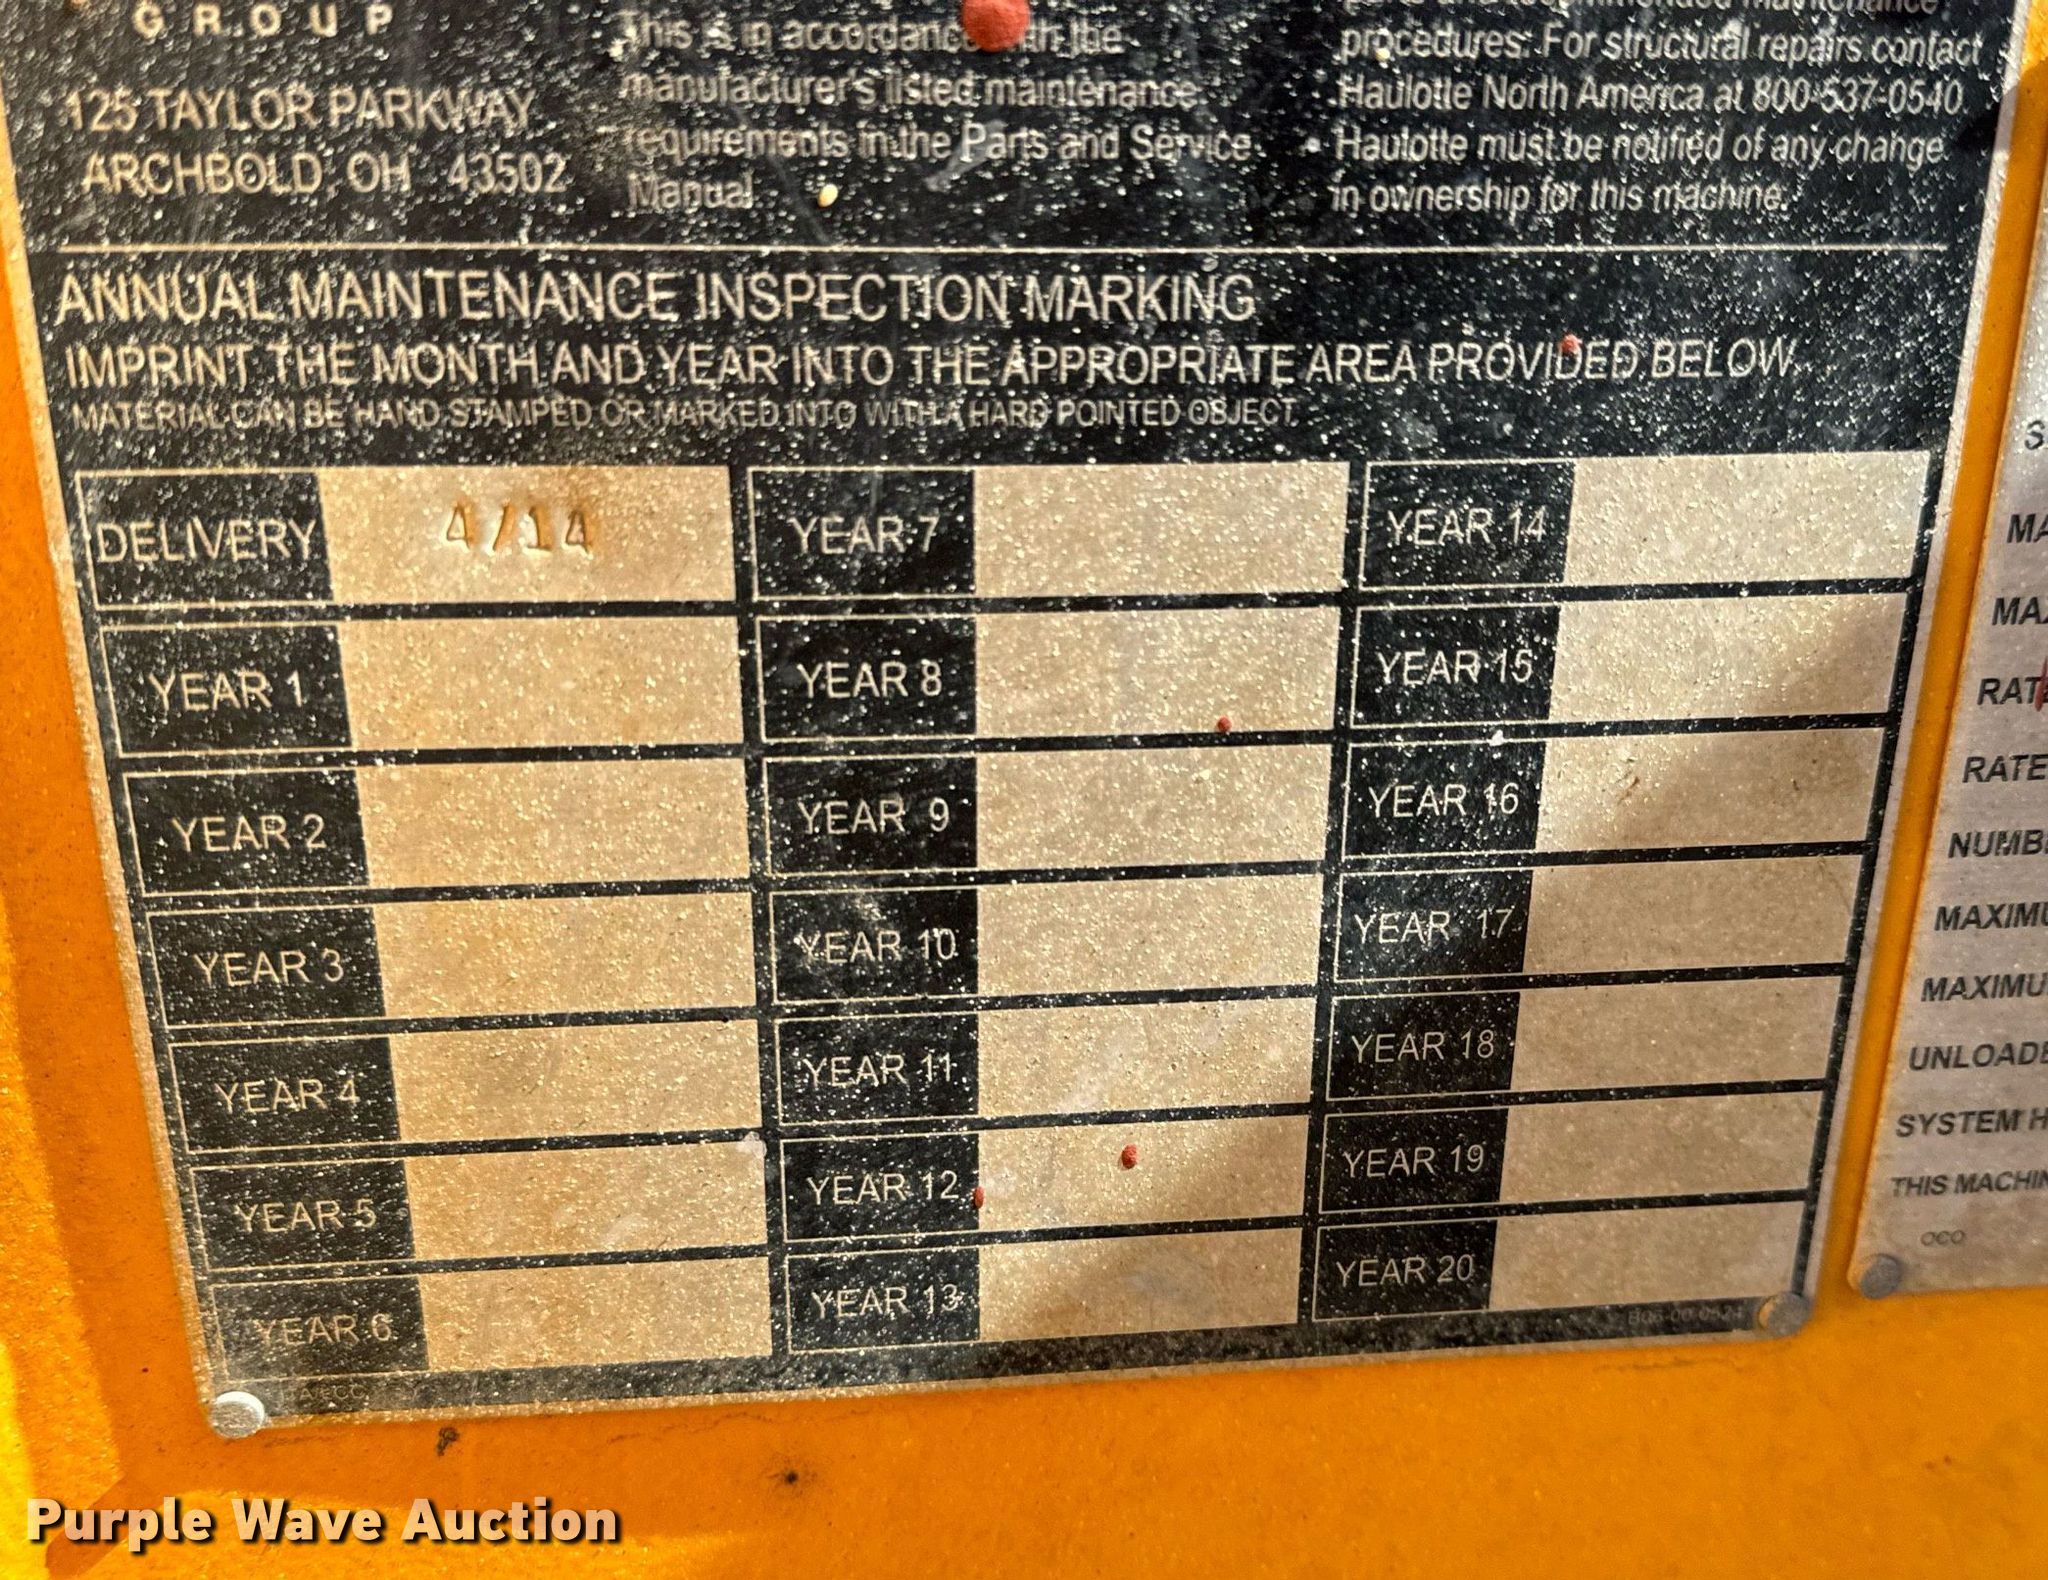 GROUP
125 TAYLOR PARKWAY
ARCHBOLD, OH 43502
This is in accordance with the
manufacturer's listed maintenance
requirements in the Parts and Service
Manual.
procedures. For structural repairs contact
Haulotte North America at 800-537-0540.
• Haulotte must be notified of any change
in ownership for this machine.
ANNUAL MAINTENANCE INSPECTION MARKING
IMPRINT THE MONTH AND YEAR INTO THE APPROPRIATE AREA PROVIDED BELOW.
MATERIAL CAN BE HAND STAMPED OR MARKED INTO WITH A HARD POINTED OBJECT.
DELIVERY 4/14
YEAR 1
YEAR 2
YEAR 3
YEAR 4
YEAR 5
YEAR 6
YEAR 7
YEAR 8
YEAR 9
YEAR 10
YEAR 11
YEAR 12
YEAR 13
YEAR 14
YEAR 15
YEAR 16
YEAR 17
YEAR 18
YEAR 19
YEAR 20
RATE
NUMBE
MAXIMU
MAXIMU
UNLOADE
SYSTEM H
THIS MACHIN
OCO
Purple Wave Auction